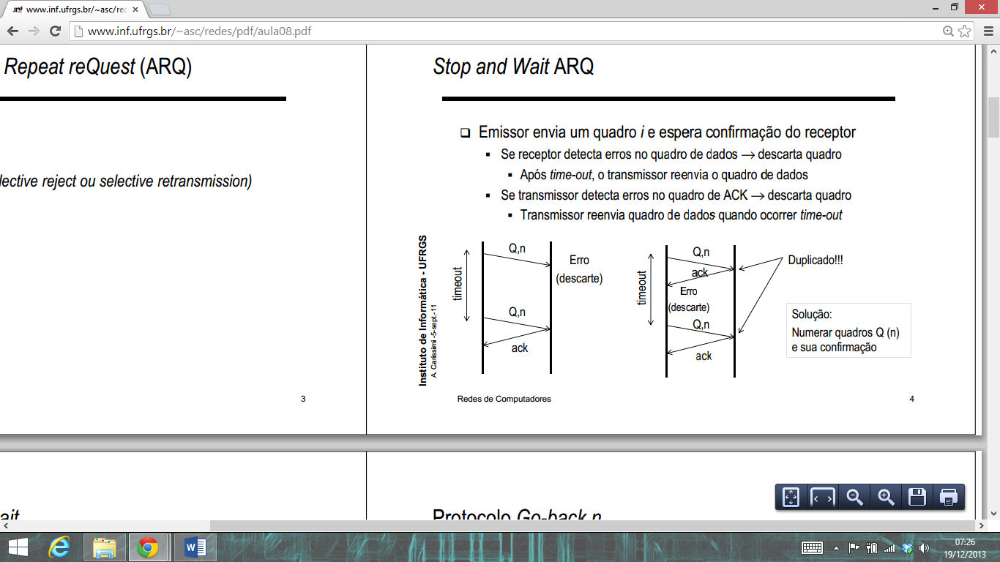 .inf www.inf.ufrgs.br/~asc/rec
www.inf.ufrgs.br/~asc/redes/pdf/aula08.pdf
Repeat reQuest (ARQ)
lective reject ou selective retransmission)
3
Stop and Wait ARQ
Emissor envia um quadro i e espera confirmação do receptor
Se receptor detecta erros no quadro de dados → descarta quadro
Após time-out, o transmissor reenvia o quadro de dados
Se transmissor detecta erros no quadro de ACK → descarta quadro
Transmissor reenvia quadro de dados quando ocorrer time-out
Instituto de Informática - UFRGS
A. Carissimi -5-sept.-11
timeout
Q,n
Erro
(descarte)
Q,n
ack
timeout
Q,n
ack
Erro
(descarte)
Q,n
ack
Duplicado!!!
Solução:
Numerar quadros Q (n)
e sua confirmação
Redes de Computadores
4
ait
Protocolo Go-back n
07:26
19/12/2013